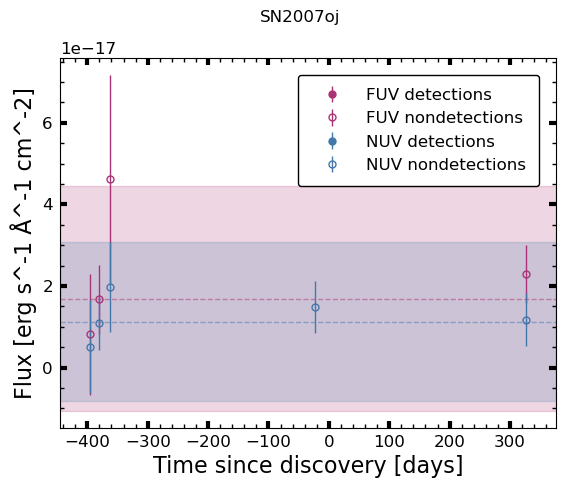 SN2007oj
1e−17
FUV detections
FUV nondetections
NUV detections
NUV nondetections
6
4
2
0
Flux [erg s^-1 Å^-1 cm^-2]
−400 −300 −200 −100 0 100 200 300
Time since discovery [days]